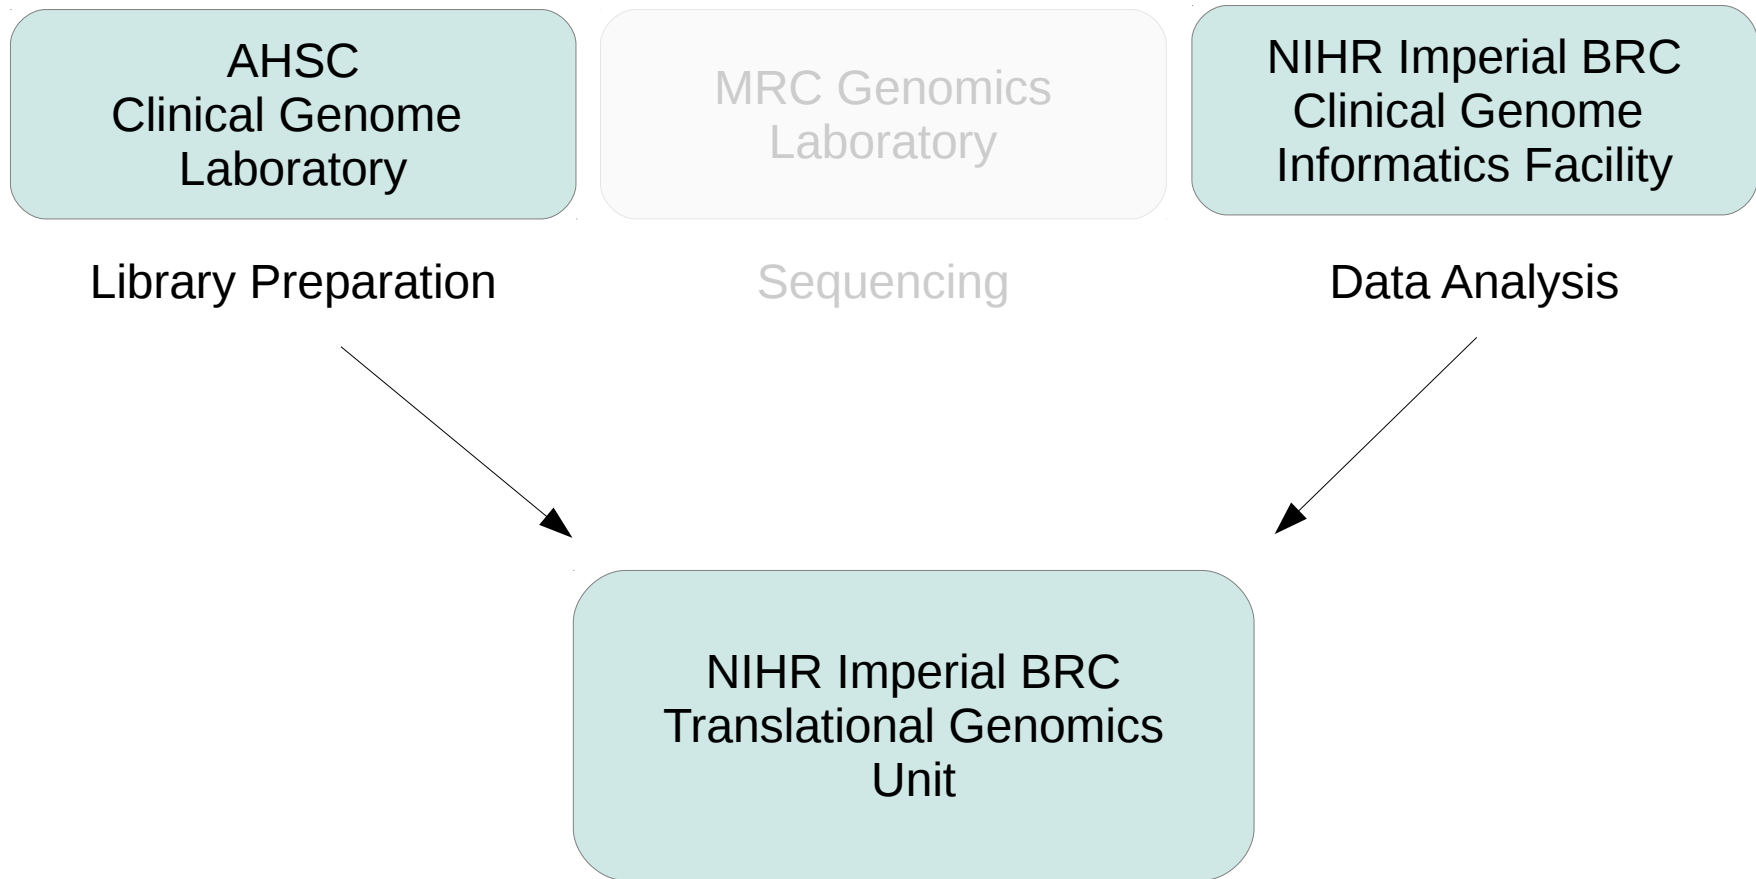 AHSC
Clinical Genome
Laboratory
MRC Genomics
Laboratory
NIHR Imperial BRC
Clinical Genome
Informatics Facility
Library Preparation
Sequencing
Data Analysis
NIHR Imperial BRC
Translational Genomics
Unit